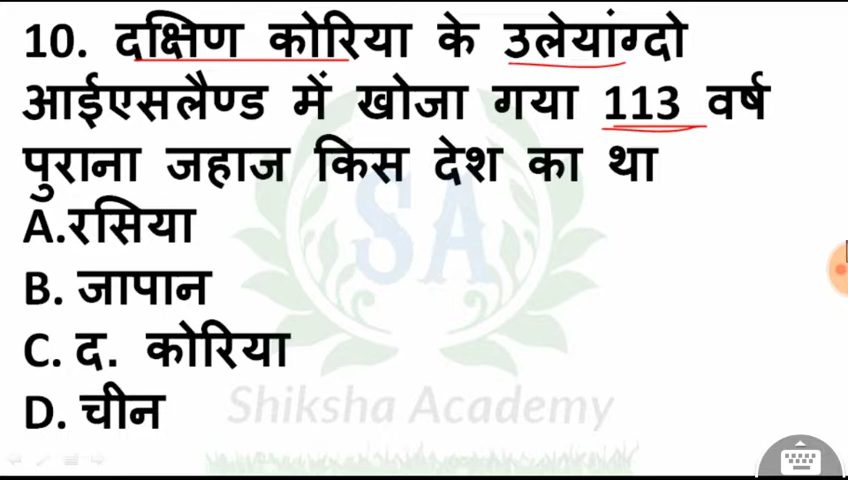 10. दक्षिण कोरिया के उलेयांग्दो
आईएसलैण्ड में खोजा गया 113 वर्ष
पुराना जहाज किस देश का था
A.रसिया
B. जापान
C. द. कोरिया
D. चीन
SA
Shiksha Academy